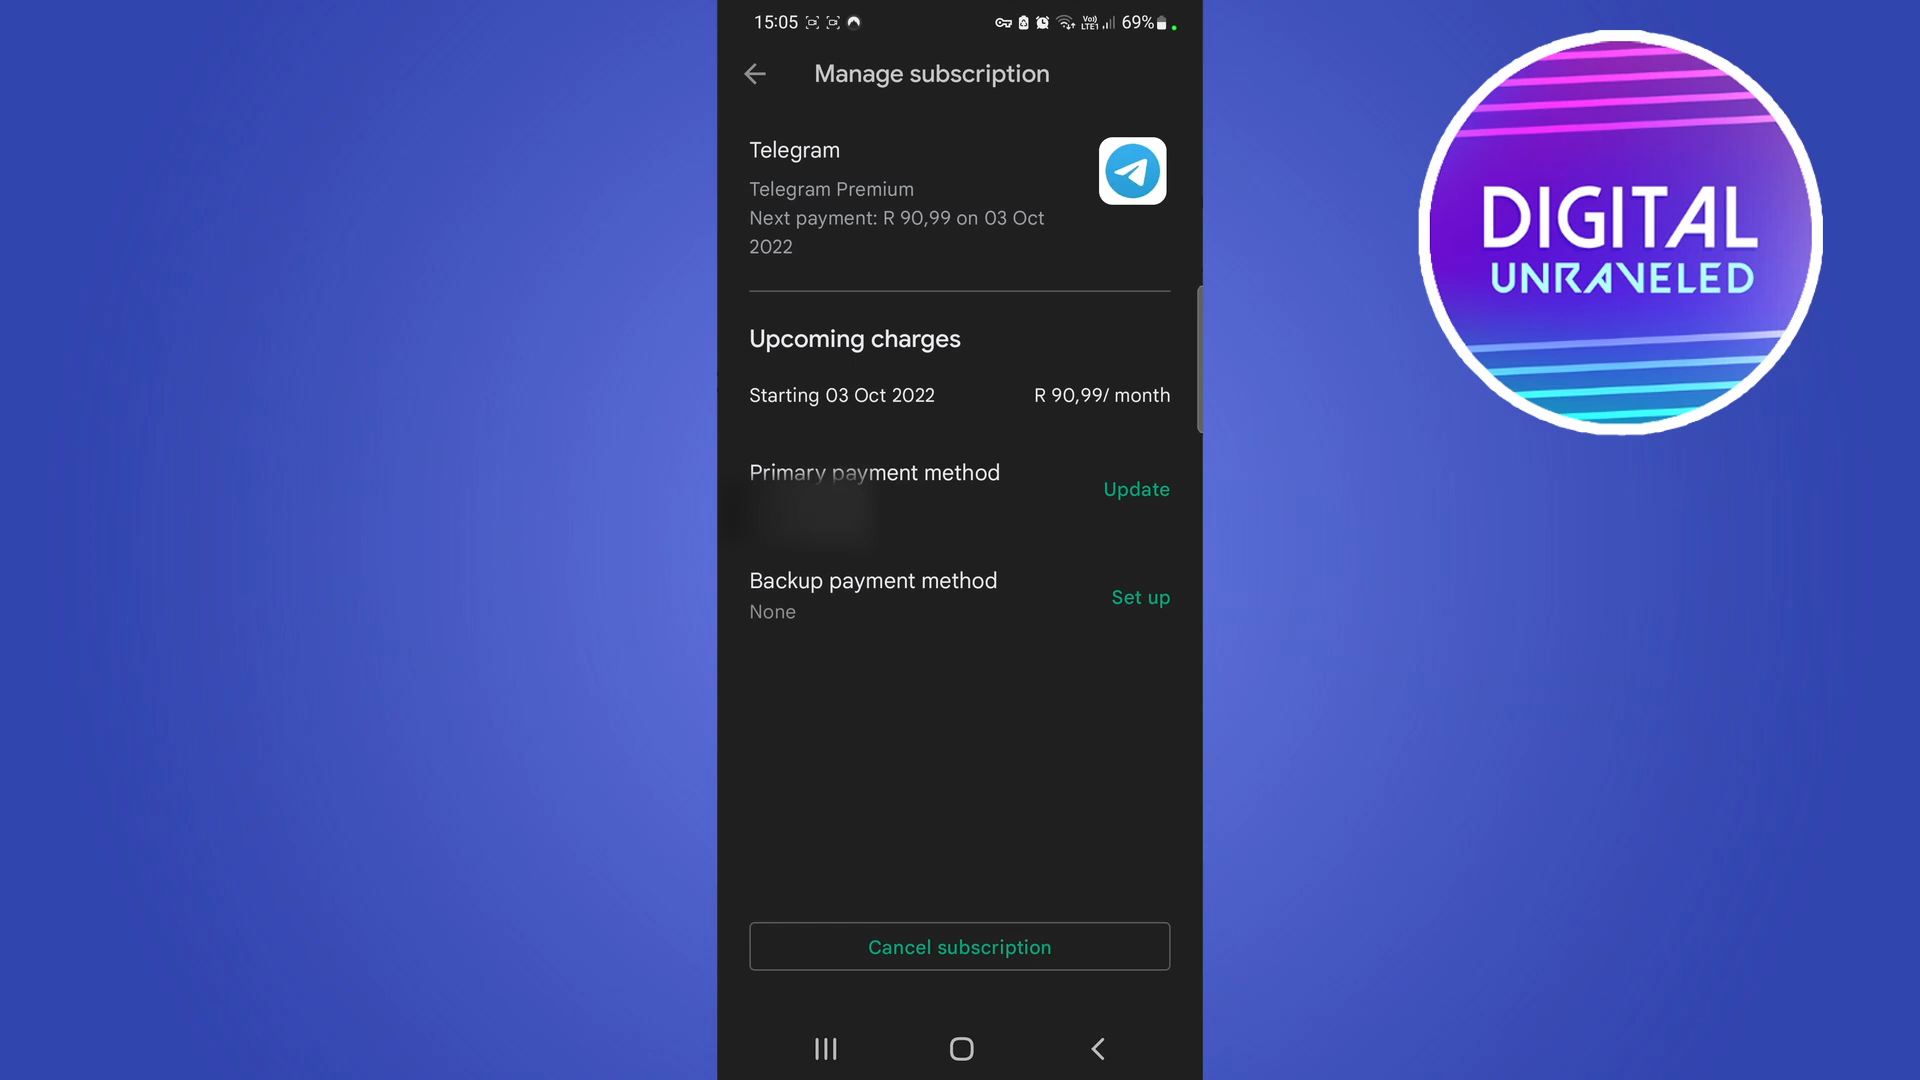 15:05
Vo))
LTE1
69%
Manage subscription
Telegram
Telegram Premium
Next payment: R 90,99 on 03 Oct
2022
Upcoming charges
Starting 03 Oct 2022 R 90,99/ month
Primary payment method
Update
Backup payment method
None
Set up
Cancel subscription
DIGITAL
UNRAVELED